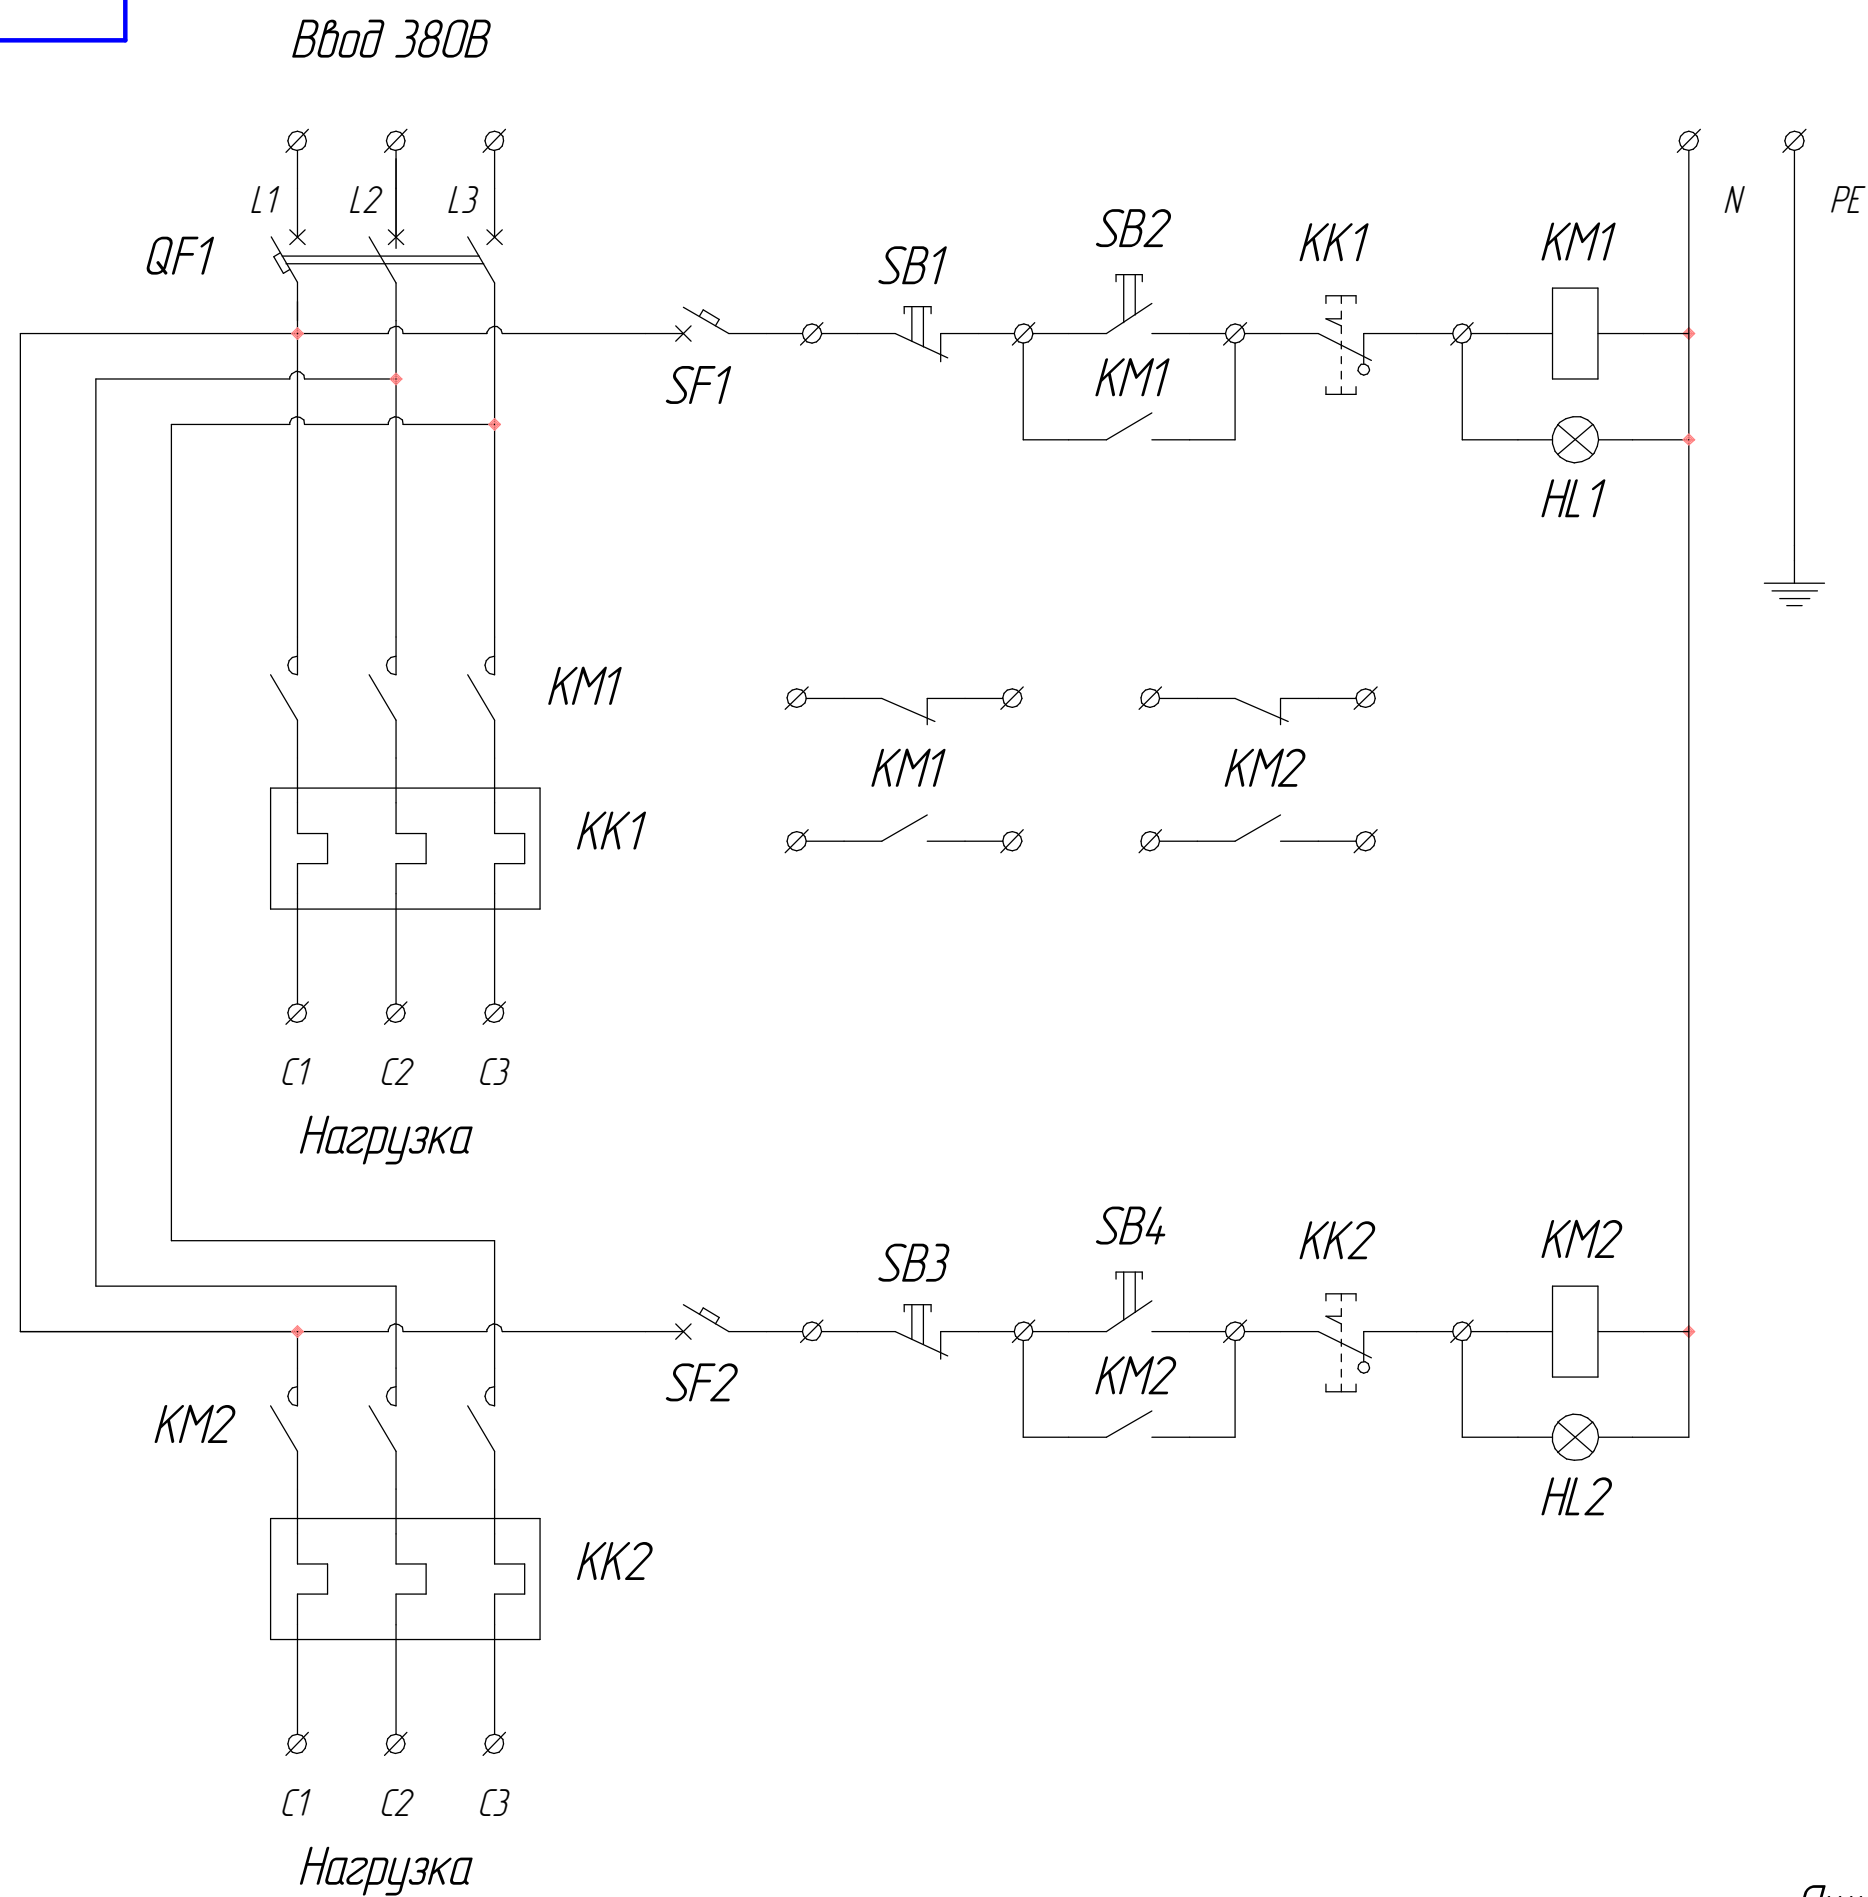 Ввод 380В
L1 L2 L3 N PE
QF1 SB1 SB2 KK1 KM1
SF1 KM1
HL1
KM1
KM1 KM2
KK1
C1 C2 C3
Нагрузка
SB3 SB4 KK2 KM2
SF2 KM2
KM2
HL2
KK2
C1 C2 C3
Нагрузка